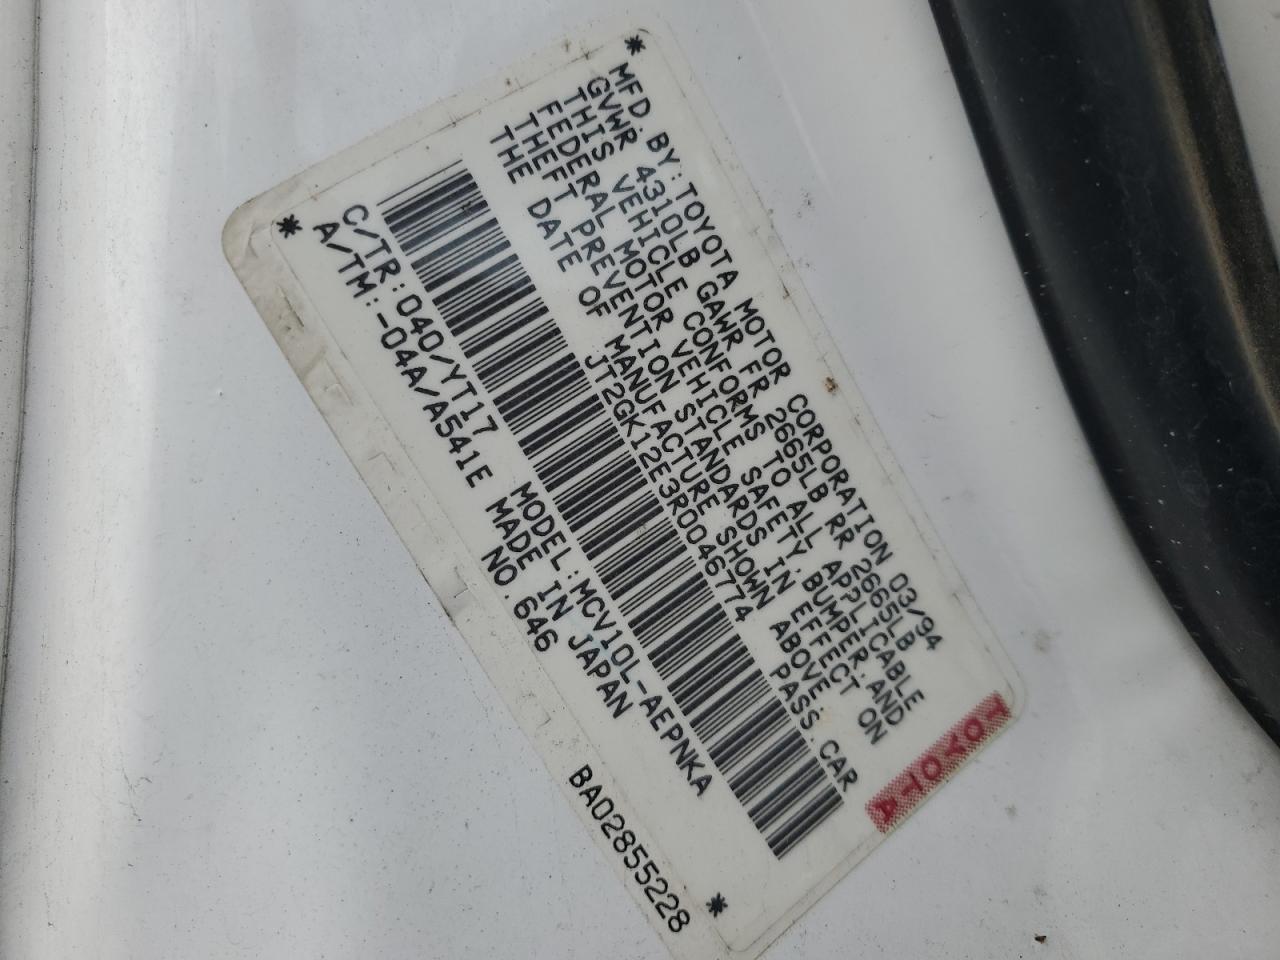 MFD. BY:TOYOTA MOTOR CORPORATION 03/94
GVWR 4310LB GAWR FR 2665LB RR 2665LB
THIS VEHICLE CONFORMS TO ALL APPLICABLE
FEDERAL MOTOR VEHICLE SAFETY, BUMPER, AND
THEFT PREVENTION STANDARDS IN EFFECT ON
THE DATE OF MANUFACTURE SHOWN ABOVE.
JT2GK12E3R0046774 PASS. CAR
C/TR:040/YT17 MODEL:MCV10L-AEPNKA
A/TM:-04A/A541E MADE IN JAPAN
NO.646
BA02855228
TOYOTA